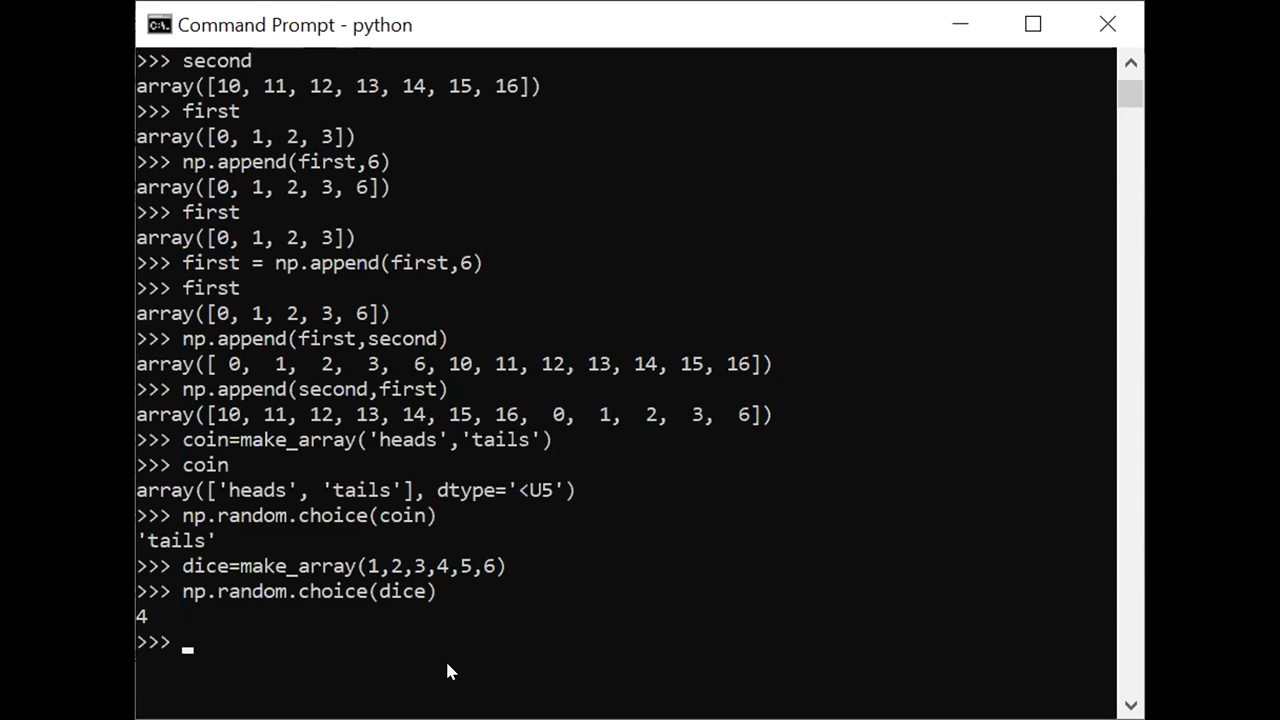 Command Prompt - python
>>> second
array([10, 11, 12, 13, 14, 15, 16])
>>> first
array([0, 1, 2, 3])
>>> np.append(first,6)
array([0, 1, 2, 3, 6])
>>> first
array([0, 1, 2, 3])
>>> first = np.append(first,6)
>>> first
array([0, 1, 2, 3, 6])
>>> np.append(first,second)
array([ 0,  1,  2,  3,  6, 10, 11, 12, 13, 14, 15, 16])
>>> np.append(second,first)
array([10, 11, 12, 13, 14, 15, 16,  0,  1,  2,  3,  6])
>>> coin=make_array('heads','tails')
>>> coin
array(['heads', 'tails'], dtype='<U5')
>>> np.random.choice(coin)
'tails'
>>> dice=make_array(1,2,3,4,5,6)
>>> np.random.choice(dice)
4
>>>